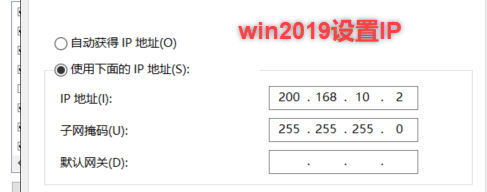 win2019设置IP
自动获得 IP 地址(O)
使用下面的 IP 地址(S):
IP 地址(I): 200 . 168 . 10 . 2
子网掩码(U): 255 . 255 . 255 . 0
默认网关(D): . . .